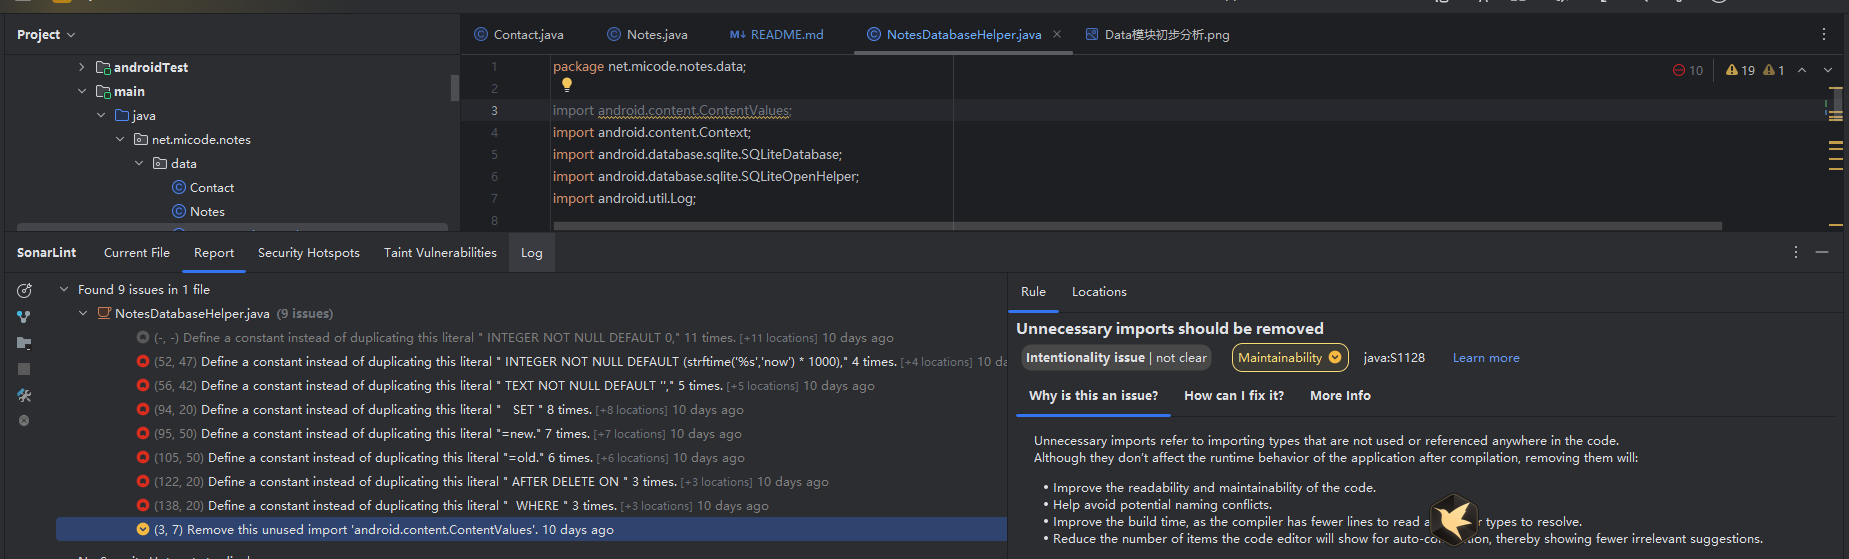 Project
Contact.java
Notes.java
README.md
NotesDatabaseHelper.java
Data模块初步分析.png
androidTest
main
java
net.micode.notes
data
Contact
Notes
1 package net.micode.notes.data;
2
3 import android.content.ContentValues;
4 import android.content.Context;
5 import android.database.sqlite.SQLiteDatabase;
6 import android.database.sqlite.SQLiteOpenHelper;
7 import android.util.Log;
8
10 19 1
SonarLint Current File Report Security Hotspots Taint Vulnerabilities Log
Found 9 issues in 1 file
NotesDatabaseHelper.java (9 issues)
(-, -) Define a constant instead of duplicating this literal " INTEGER NOT NULL DEFAULT 0," 11 times. [+11 locations] 10 days ago
(52, 47) Define a constant instead of duplicating this literal " INTEGER NOT NULL DEFAULT (strftime('%s','now') * 1000)," 4 times. [+4 locations] 10 da
(56, 42) Define a constant instead of duplicating this literal " TEXT NOT NULL DEFAULT ''," 5 times. [+5 locations] 10 days ago
(94, 20) Define a constant instead of duplicating this literal "   SET " 8 times. [+8 locations] 10 days ago
(95, 50) Define a constant instead of duplicating this literal "=new." 7 times. [+7 locations] 10 days ago
(105, 50) Define a constant instead of duplicating this literal "=old." 6 times. [+6 locations] 10 days ago
(122, 20) Define a constant instead of duplicating this literal " AFTER DELETE ON " 3 times. [+3 locations] 10 days ago
(138, 20) Define a constant instead of duplicating this literal "  WHERE " 3 times. [+3 locations] 10 days ago
(3, 7) Remove this unused import 'android.content.ContentValues'. 10 days ago
Rule Locations
Unnecessary imports should be removed
Intentionality issue | not clear Maintainability java:S1128 Learn more
Why is this an issue? How can I fix it? More Info
Unnecessary imports refer to importing types that are not used or referenced anywhere in the code.
Although they don't affect the runtime behavior of the application after compilation, removing them will:
• Improve the readability and maintainability of the code.
• Help avoid potential naming conflicts.
• Improve the build time, as the compiler has fewer lines to read a r types to resolve.
• Reduce the number of items the code editor will show for auto-co tion, thereby showing fewer irrelevant suggestions.